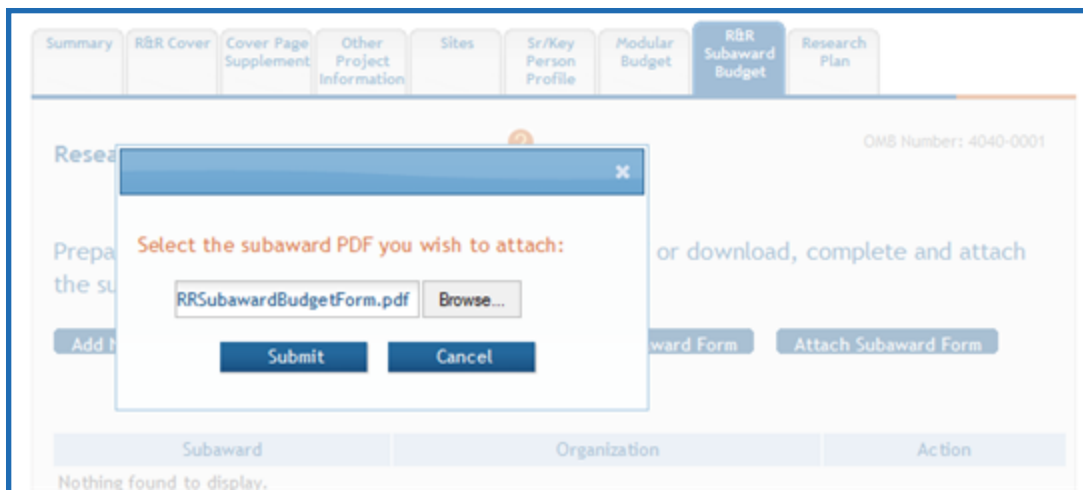 Summary
R&R Cover
Cover Page
Supplement
Other
Project
Information
Sites
Sr/Key
Person
Profile
Modular
Budget
R&R
Subaward
Budget
Research
Plan
Resea
?
OMB Number: 4040-0001
Select the subaward PDF you wish to attach:
Prepa
or download, complete and attach
the su
RRSubawardBudgetForm.pdf Browse...
Add N
ward Form
Attach Subaward Form
Submit Cancel
Subaward Organization Action
Nothing found to display.